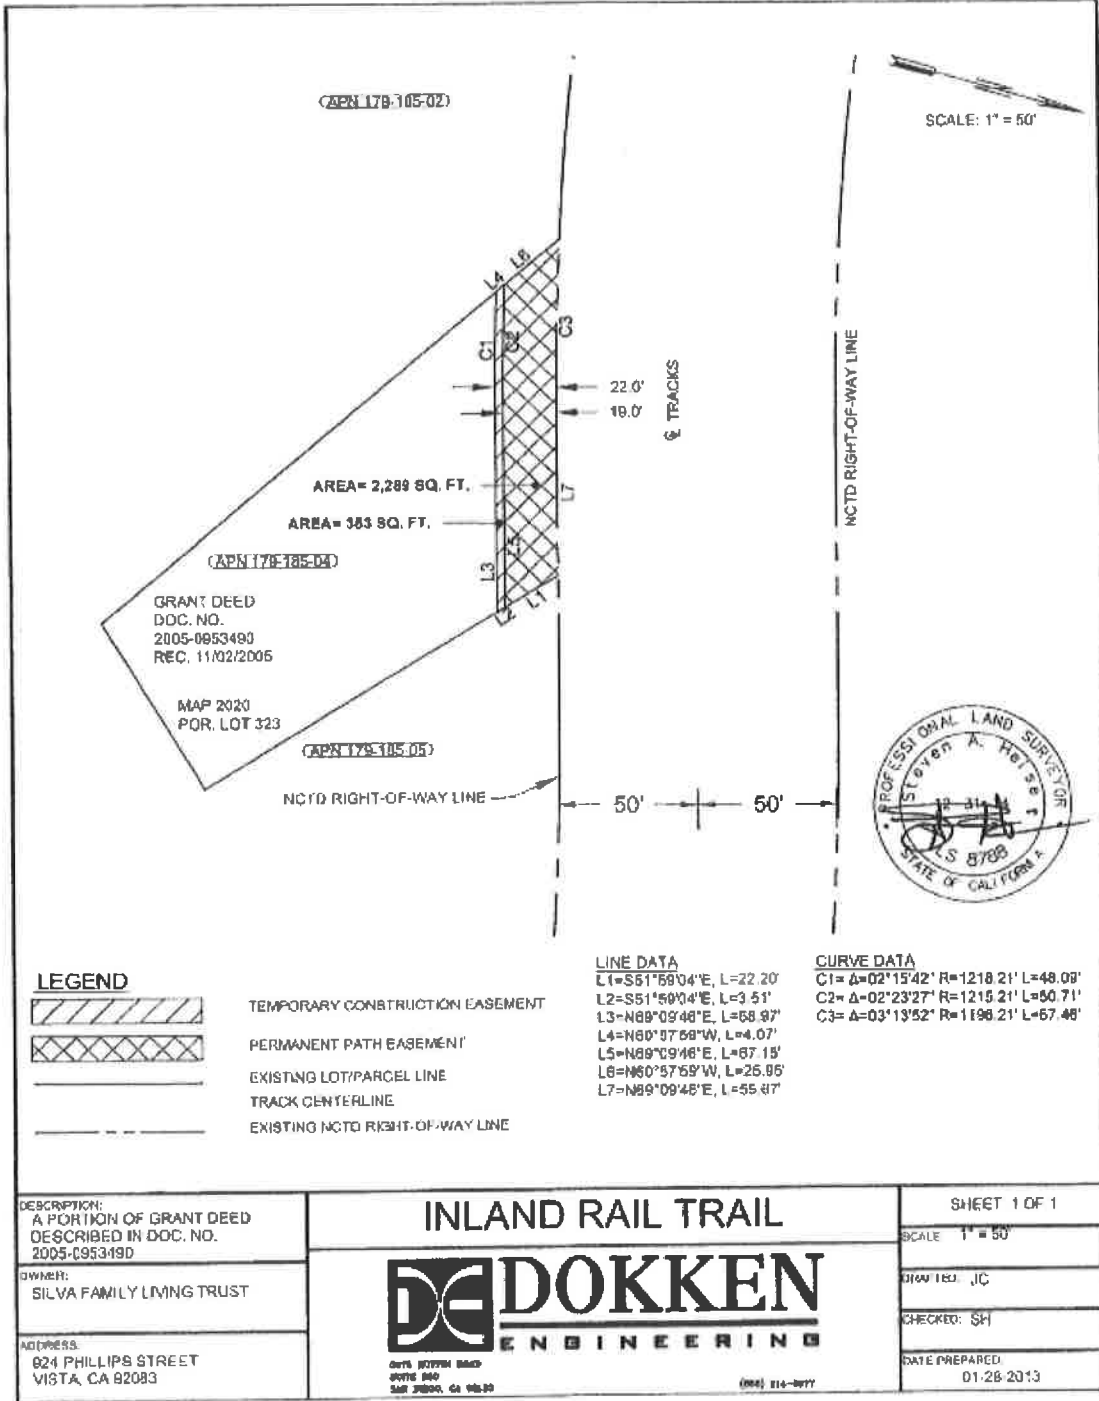 (APN 179-185-02)
SCALE: 1" = 50'
L6
L4
C3
C1
C2
22.0'
19.0'
℄ TRACKS
NCTD RIGHT-OF-WAY LINE
AREA= 2,289 SQ. FT.
L7
AREA= 353 SQ. FT.
L5
(APN 179-185-04)
L3
GRANT DEED
DOC. NO.
2005-0953490
REC. 11/02/2005
L1
L2
MAP 2020
POR. LOT 323
(APN 179-185-05)
NCTD RIGHT-OF-WAY LINE
50'
50'
PROFESSIONAL LAND SURVEYOR
Steven A.
12 31
LS 8788
STATE OF CALIFORNIA
LEGEND
TEMPORARY CONSTRUCTION EASEMENT
PERMANENT PATH EASEMENT
EXISTING LOT/PARCEL LINE
TRACK CENTERLINE
EXISTING NCTD RIGHT-OF-WAY LINE
LINE DATA
L1=S51°59'04"E, L=22.20'
L2=S51°59'04"E, L=3.51'
L3=N89°09'46"E, L=68.97'
L4=N60°57'59"W, L=4.07'
L5=N89°09'46"E, L=67.15'
L6=N60°57'59"W, L=25.95'
L7=N89°09'46"E, L=55.67'
CURVE DATA
C1= Δ=02°15'42" R=1218.21' L=48.09'
C2= Δ=02°23'27" R=1215.21' L=50.71'
C3= Δ=03°13'52" R=1196.21' L=67.46'
DESCRIPTION:
A PORTION OF GRANT DEED
DESCRIBED IN DOC. NO.
2005-0953490
OWNER:
SILVA FAMILY LIVING TRUST
ADDRESS:
924 PHILLIPS STREET
VISTA, CA 92083
INLAND RAIL TRAIL
DE DOKKEN
ENGINEERING
SHEET 1 OF 1
SCALE 1" = 50'
DRAFTED: JC
CHECKED: SH
DATE PREPARED:
01-28-2013